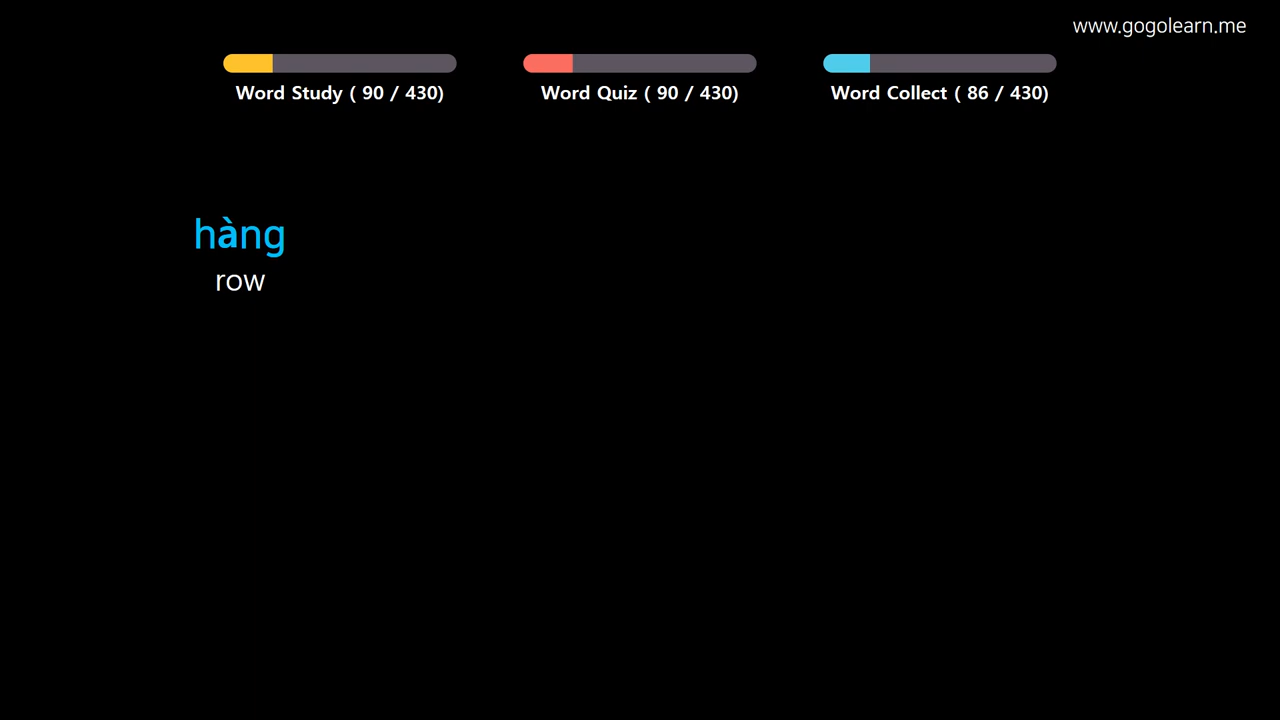 www.gogolearn.me
Word Study ( 90 / 430)
Word Quiz ( 90 / 430)
Word Collect ( 86 / 430)
hàng
row